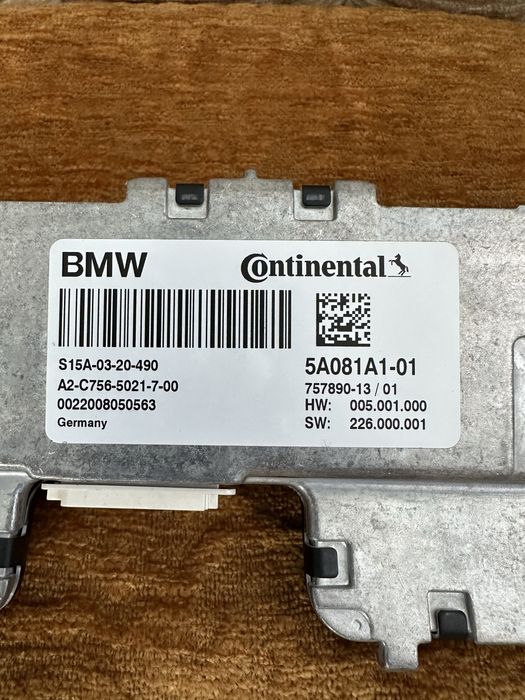 BMW
Continental
S15A-03-20-490
A2-C756-5021-7-00
0022008050563
Germany
5A081A1-01
757890-13 / 01
HW: 005.001.000
SW: 226.000.001